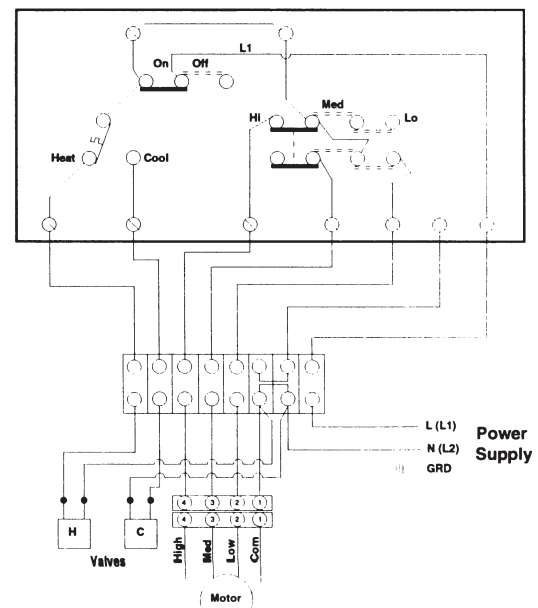 L1
On Off
Med
Hi
Lo
Heat
Cool
L (L1)
N (L2)
GRD
Power
Supply
4 3 2 1
4 3 2 1
H
C
Valves
High
Med
Low
Com
Motor